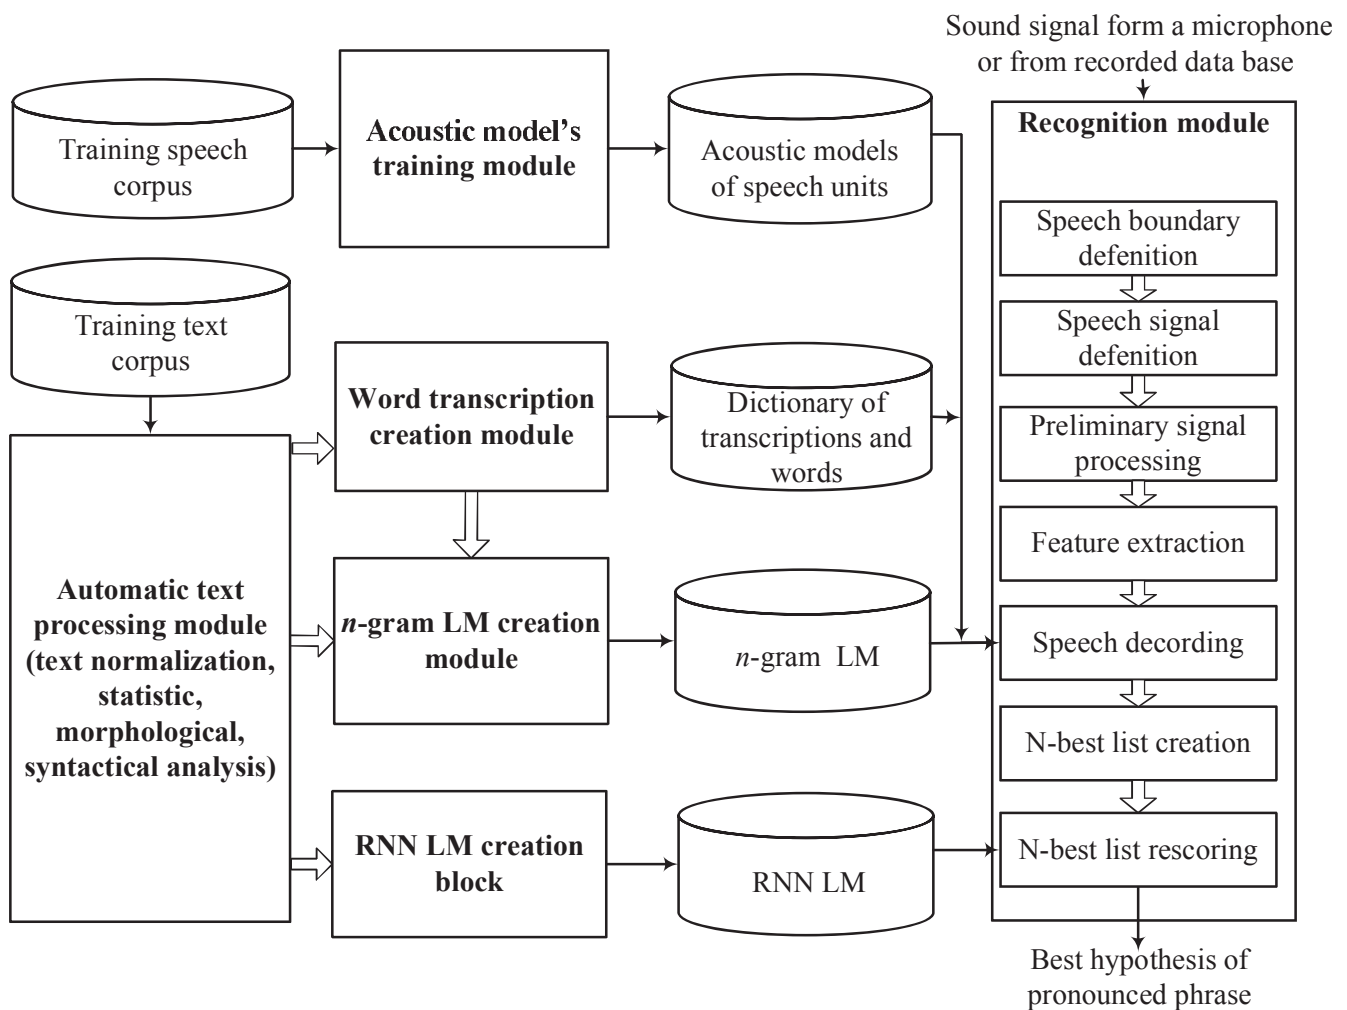 Sound signal form a microphone
or from recorded data base
Training speech
corpus
Acoustic model's
training module
Acoustic models
of speech units
Recognition module
Speech boundary
defenition
Speech signal
defenition
Preliminary signal
processing
Feature extraction
Speech decording
N-best list creation
N-best list rescoring
Training text
corpus
Word transcription
creation module
Dictionary of
transcriptions and
words
Automatic text
processing module
(text normalization,
statistic,
morphological,
syntactical analysis)
n-gram LM creation
module
n-gram LM
RNN LM creation
block
RNN LM
Best hypothesis of
pronounced phrase